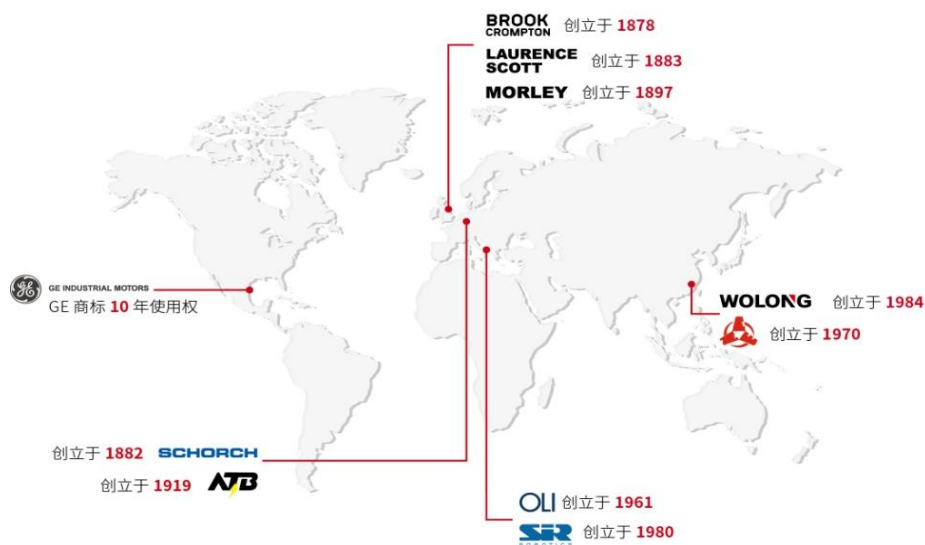 BROOK
CROMPTON 创立于 1878
LAURENCE
SCOTT 创立于 1883
MORLEY 创立于 1897
GE
GE INDUSTRIAL MOTORS
GE 商标 10 年使用权
WOLONG 创立于 1984
创立于 1970
创立于 1882 SCHORCH
创立于 1919 ATB
OLI 创立于 1961
SIR 创立于 1980
ROBOTICS